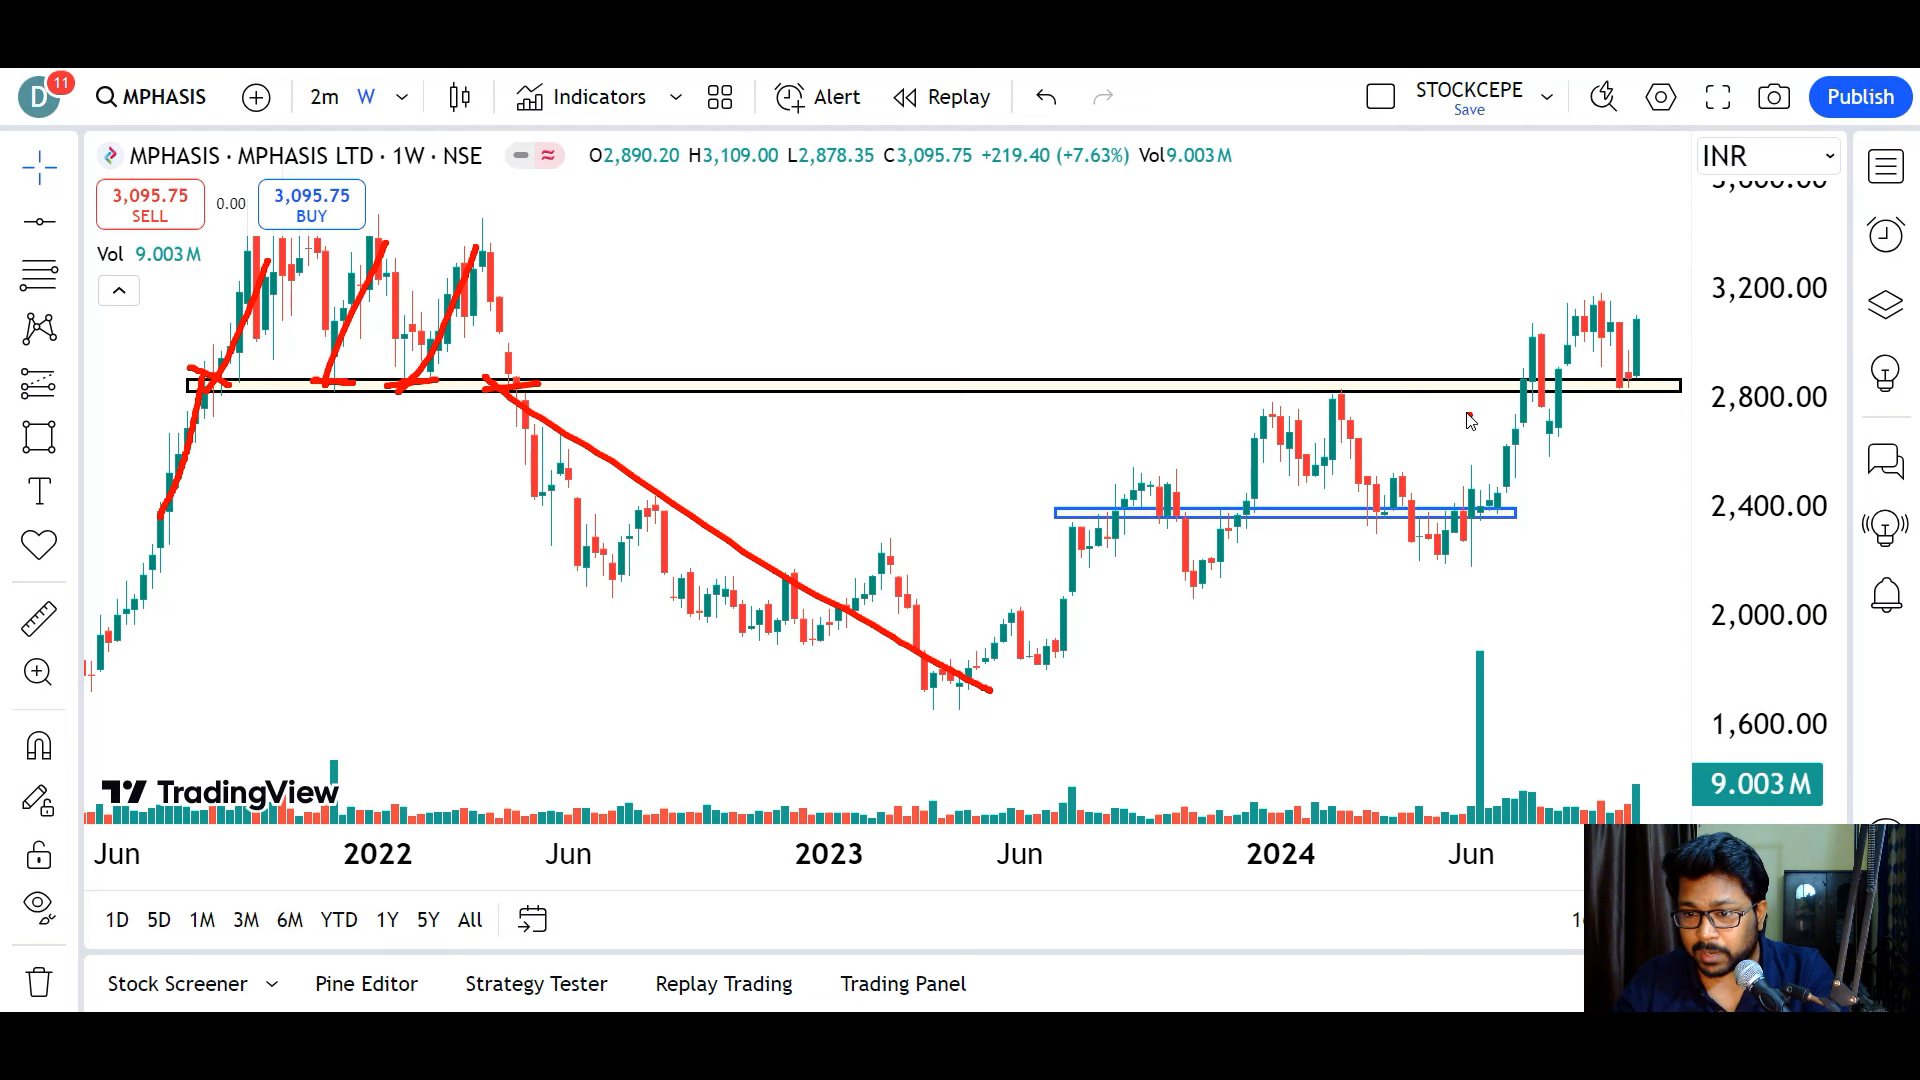 D 11 MPHASIS 2m W Indicators Alert Replay STOCKCEPE Save Publish
MPHASIS · MPHASIS LTD · 1W · NSE O2,890.20 H3,109.00 L2,878.35 C3,095.75 +219.40 (+7.63%) Vol9.003M INR
3,095.75 SELL 0.00 3,095.75 BUY
Vol 9.003M
3,200.00
2,800.00
2,400.00
2,000.00
1,600.00
9.003M
TradingView
Jun 2022 Jun 2023 Jun 2024 Jun
1D 5D 1M 3M 6M YTD 1Y 5Y All
Stock Screener Pine Editor Strategy Tester Replay Trading Trading Panel